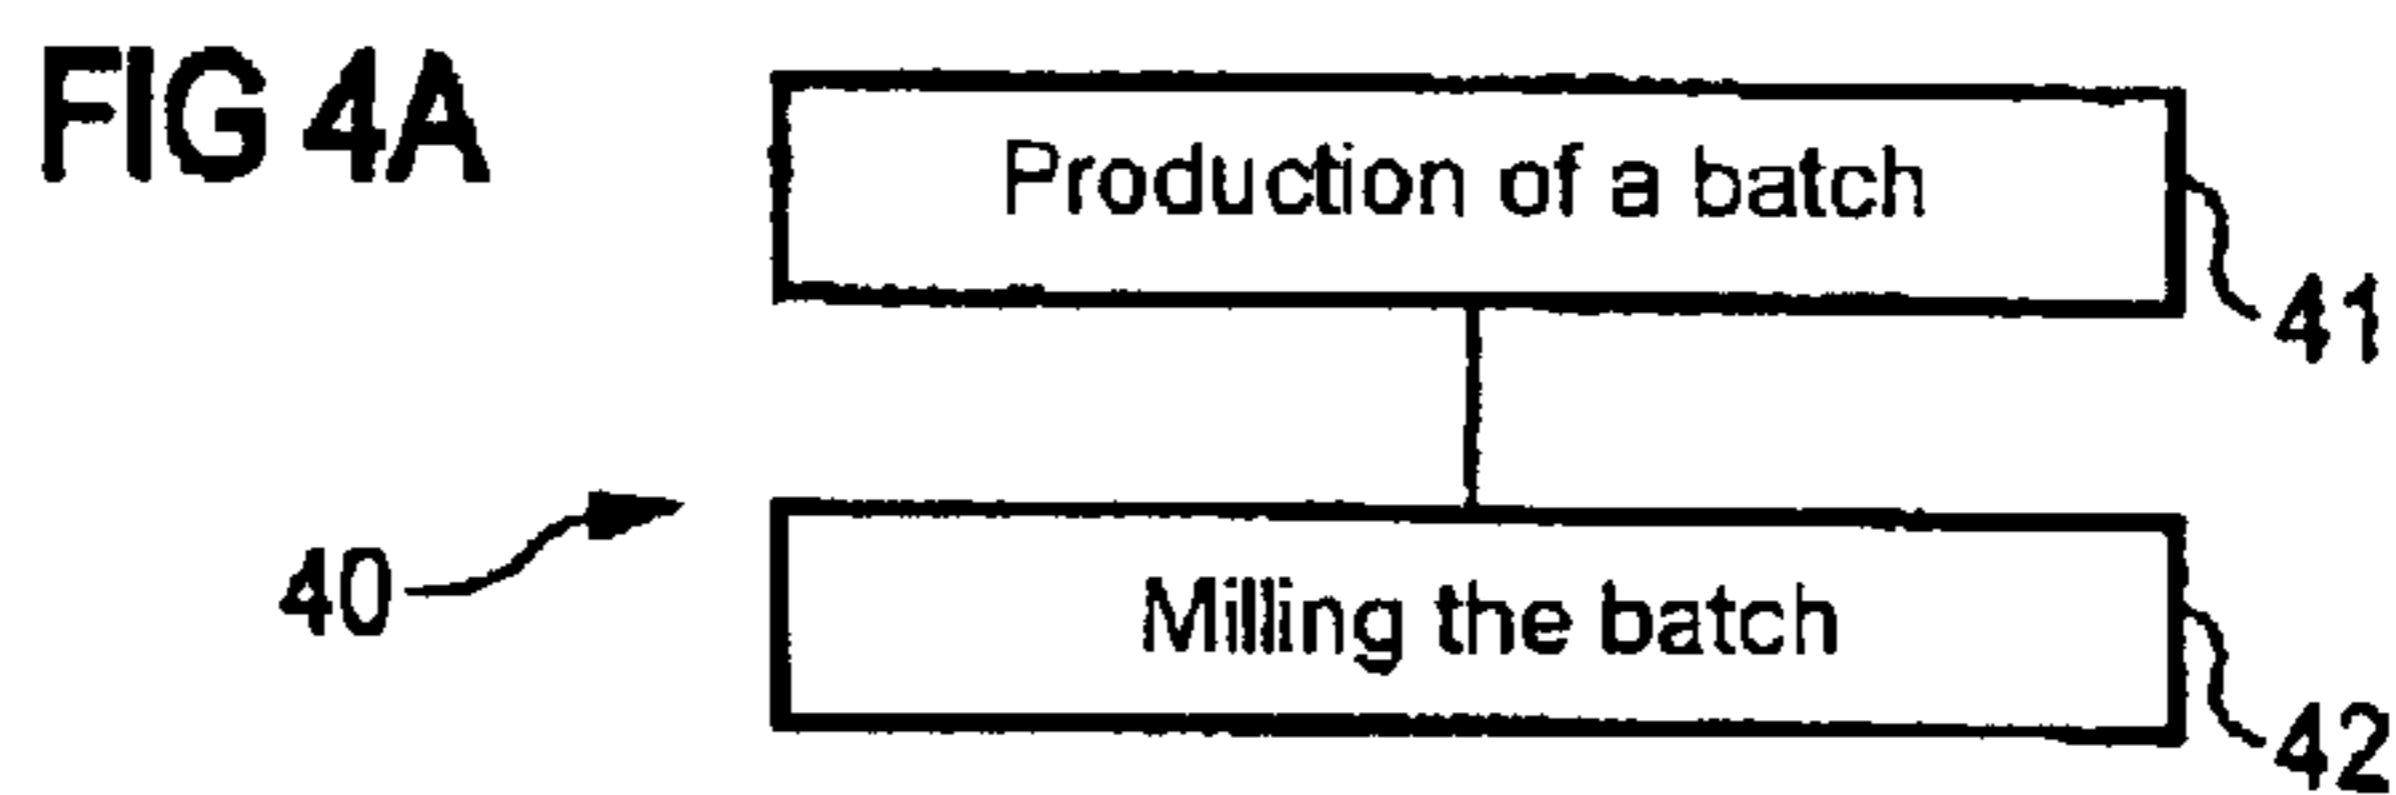 FIG 4A
Production of a batch
41
40
Milling the batch
42